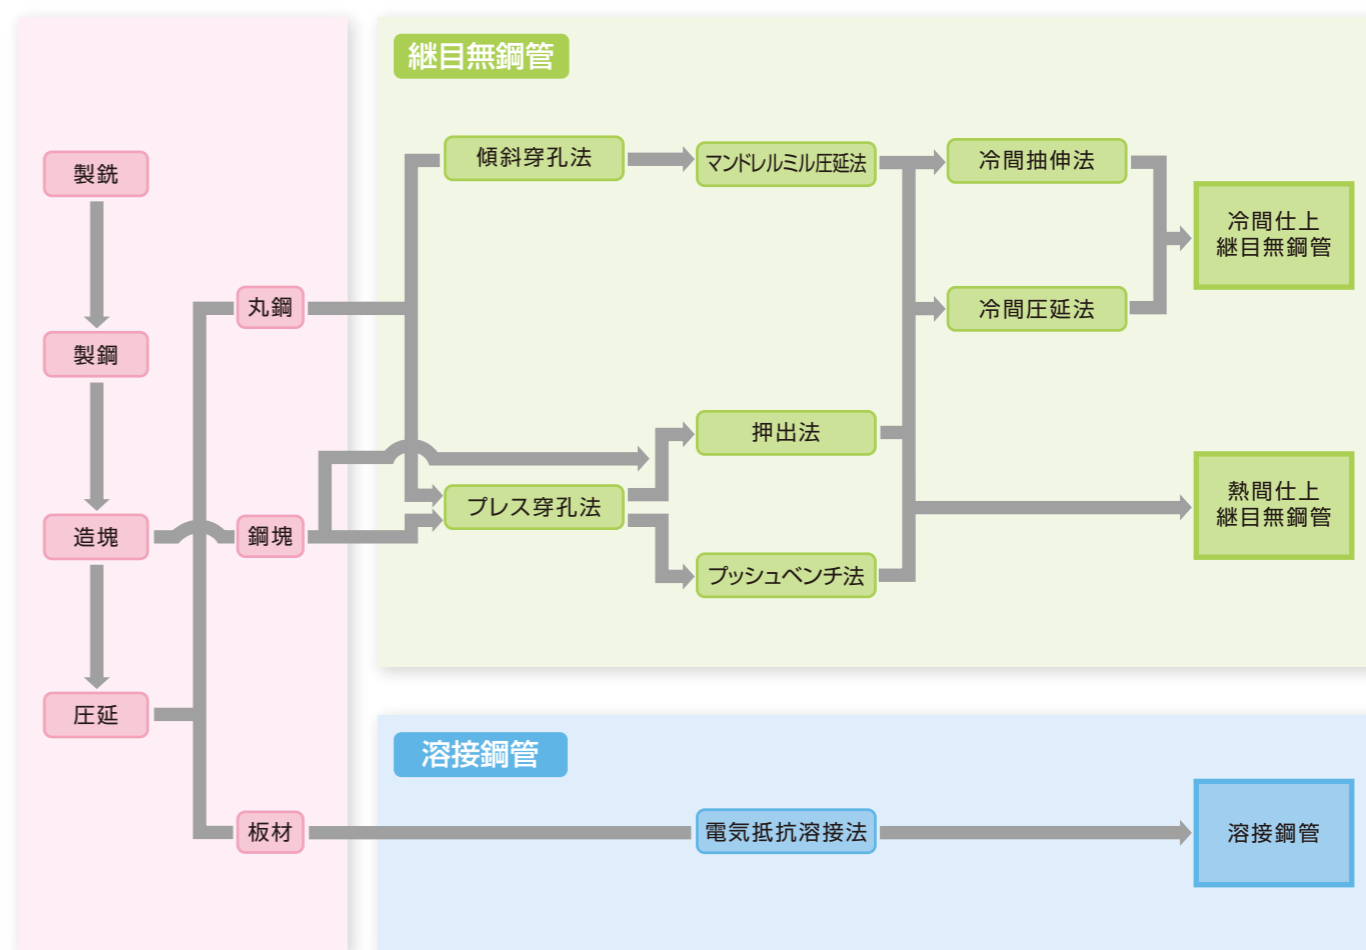 製銑
製鋼
造塊
圧延
丸鋼
鋼塊
板材
継目無鋼管
傾斜穿孔法
マンドレルミル圧延法
冷間抽伸法
冷間仕上
継目無鋼管
冷間圧延法
押出法
プレス穿孔法
プッシュベンチ法
熱間仕上
継目無鋼管
溶接鋼管
電気抵抗溶接法
溶接鋼管